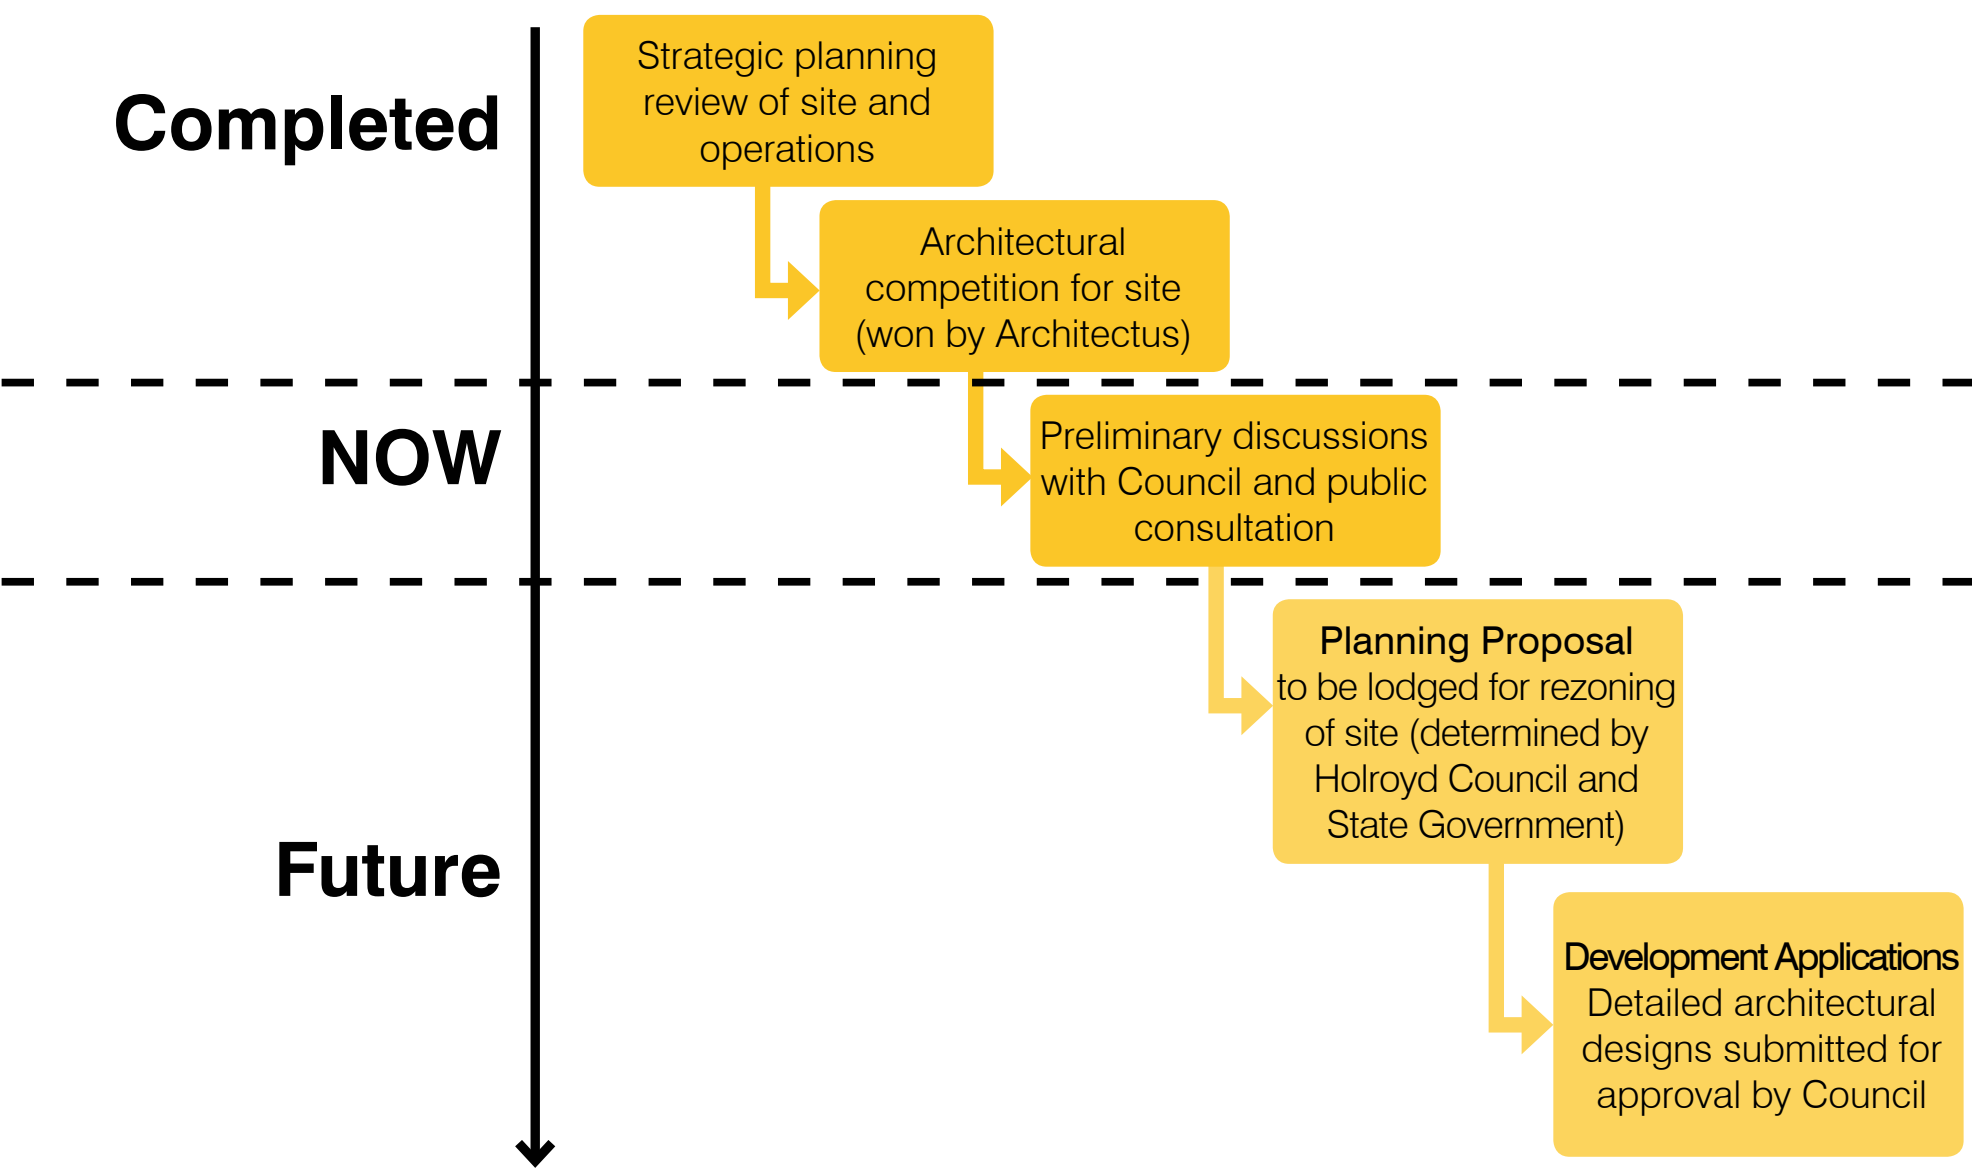 Completed
Strategic planning
review of site and
operations
Architectural
competition for site
(won by Architectus)
NOW
Preliminary discussions
with Council and public
consultation
Future
Planning Proposal
to be lodged for rezoning
of site (determined by
Holroyd Council and
State Government)
Development Applications
Detailed architectural
designs submitted for
approval by Council